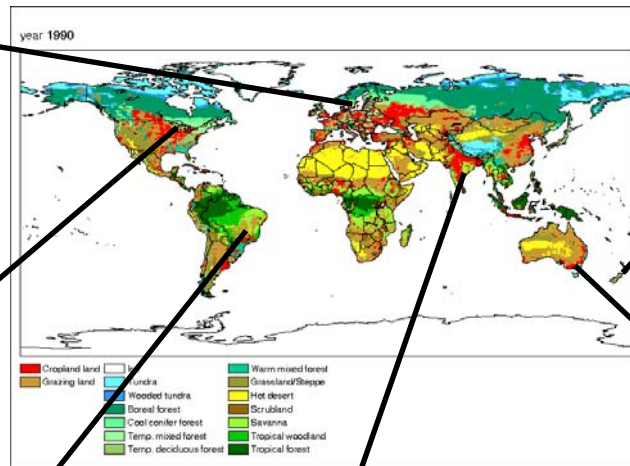 year 1990
Cropland land
Grazing land
Tundra
Wooded tundra
Boreal forest
Cool conifer forest
Temp. mixed forest
Temp. deciduous forest
Warm mixed forest
Grassland/Steppe
Hot desert
Scrubland
Savanna
Tropical woodland
Tropical forest